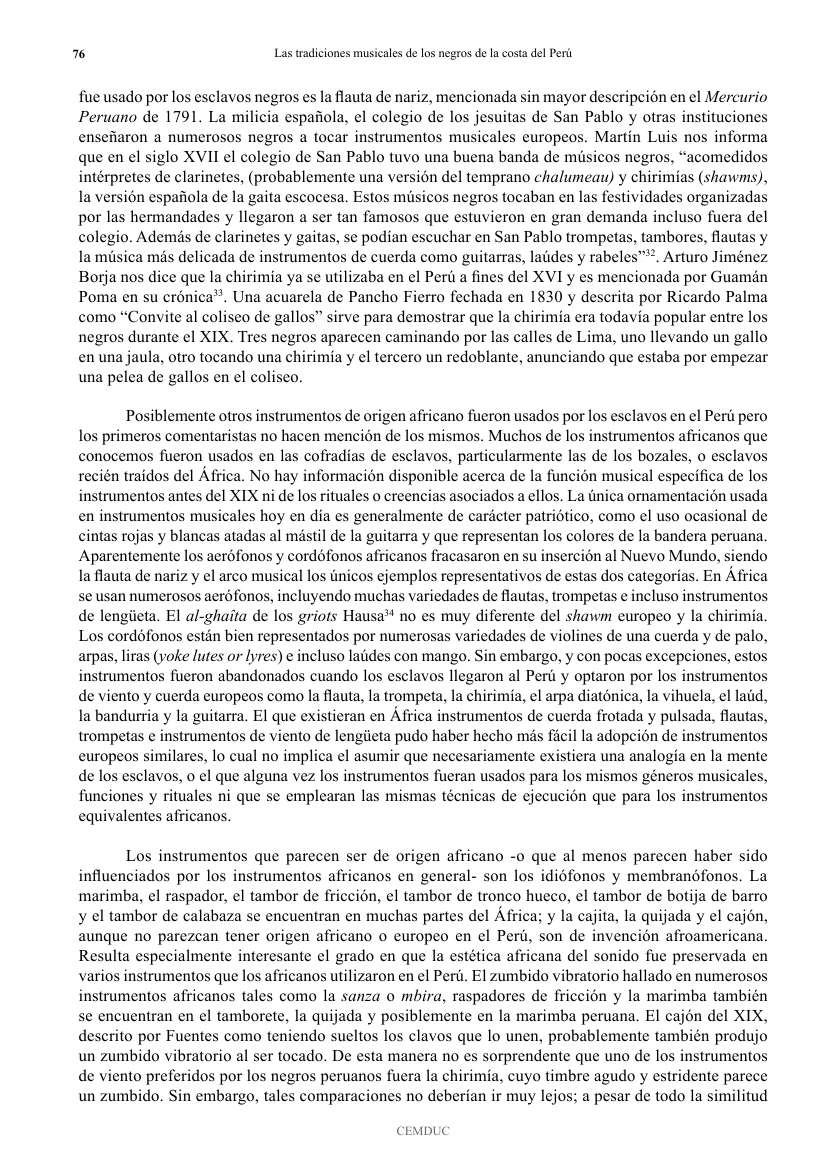 76
Las tradiciones musicales de los negros de la costa del Perú
fue usado por los esclavos negros es la flauta de nariz, mencionada sin mayor descripción en el Mercurio
Peruano de 1791. La milicia española, el colegio de los jesuitas de San Pablo y otras instituciones
enseñaron a numerosos negros a tocar instrumentos musicales europeos. Martín Luis nos informa
que en el siglo XVII el colegio de San Pablo tuvo una buena banda de músicos negros, “acomedidos
intérpretes de clarinetes, (probablemente una versión del temprano chalumeau) y chirimías (shawms),
la versión española de la gaita escocesa. Estos músicos negros tocaban en las festividades organizadas
por las hermandades y llegaron a ser tan famosos que estuvieron en gran demanda incluso fuera del
colegio. Además de clarinetes y gaitas, se podían escuchar en San Pablo trompetas, tambores, flautas y
la música más delicada de instrumentos de cuerda como guitarras, laúdes y rabeles”32. Arturo Jiménez
Borja nos dice que la chirimía ya se utilizaba en el Perú a fines del XVI y es mencionada por Guamán
Poma en su crónica33. Una acuarela de Pancho Fierro fechada en 1830 y descrita por Ricardo Palma
como “Convite al coliseo de gallos” sirve para demostrar que la chirimía era todavía popular entre los
negros durante el XIX. Tres negros aparecen caminando por las calles de Lima, uno llevando un gallo
en una jaula, otro tocando una chirimía y el tercero un redoblante, anunciando que estaba por empezar
una pelea de gallos en el coliseo.
Posiblemente otros instrumentos de origen africano fueron usados por los esclavos en el Perú pero
los primeros comentaristas no hacen mención de los mismos. Muchos de los instrumentos africanos que
conocemos fueron usados en las cofradías de esclavos, particularmente las de los bozales, o esclavos
recién traídos del África. No hay información disponible acerca de la función musical específica de los
instrumentos antes del XIX ni de los rituales o creencias asociados a ellos. La única ornamentación usada
en instrumentos musicales hoy en día es generalmente de carácter patriótico, como el uso ocasional de
cintas rojas y blancas atadas al mástil de la guitarra y que representan los colores de la bandera peruana.
Aparentemente los aerófonos y cordófonos africanos fracasaron en su inserción al Nuevo Mundo, siendo
la flauta de nariz y el arco musical los únicos ejemplos representativos de estas dos categorías. En África
se usan numerosos aerófonos, incluyendo muchas variedades de flautas, trompetas e incluso instrumentos
de lengüeta. El al-ghaîta de los griots Hausa34 no es muy diferente del shawm europeo y la chirimía.
Los cordófonos están bien representados por numerosas variedades de violines de una cuerda y de palo,
arpas, liras (yoke lutes or lyres) e incluso laúdes con mango. Sin embargo, y con pocas excepciones, estos
instrumentos fueron abandonados cuando los esclavos llegaron al Perú y optaron por los instrumentos
de viento y cuerda europeos como la flauta, la trompeta, la chirimía, el arpa diatónica, la vihuela, el laúd,
la bandurria y la guitarra. El que existieran en África instrumentos de cuerda frotada y pulsada, flautas,
trompetas e instrumentos de viento de lengüeta pudo haber hecho más fácil la adopción de instrumentos
europeos similares, lo cual no implica el asumir que necesariamente existiera una analogía en la mente
de los esclavos, o el que alguna vez los instrumentos fueran usados para los mismos géneros musicales,
funciones y rituales ni que se emplearan las mismas técnicas de ejecución que para los instrumentos
equivalentes africanos.
Los instrumentos que parecen ser de origen africano -o que al menos parecen haber sido
influenciados por los instrumentos africanos en general- son los idiófonos y membranófonos. La
marimba, el raspador, el tambor de fricción, el tambor de tronco hueco, el tambor de botija de barro
y el tambor de calabaza se encuentran en muchas partes del África; y la cajita, la quijada y el cajón,
aunque no parezcan tener origen africano o europeo en el Perú, son de invención afroamericana.
Resulta especialmente interesante el grado en que la estética africana del sonido fue preservada en
varios instrumentos que los africanos utilizaron en el Perú. El zumbido vibratorio hallado en numerosos
instrumentos africanos tales como la sanza o mbira, raspadores de fricción y la marimba también
se encuentran en el tamborete, la quijada y posiblemente en la marimba peruana. El cajón del XIX,
descrito por Fuentes como teniendo sueltos los clavos que lo unen, probablemente también produjo
un zumbido vibratorio al ser tocado. De esta manera no es sorprendente que uno de los instrumentos
de viento preferidos por los negros peruanos fuera la chirimía, cuyo timbre agudo y estridente parece
un zumbido. Sin embargo, tales comparaciones no deberían ir muy lejos; a pesar de todo la similitud
CEMDUC